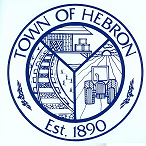 TOWN OF HEBRON
Est. 1890